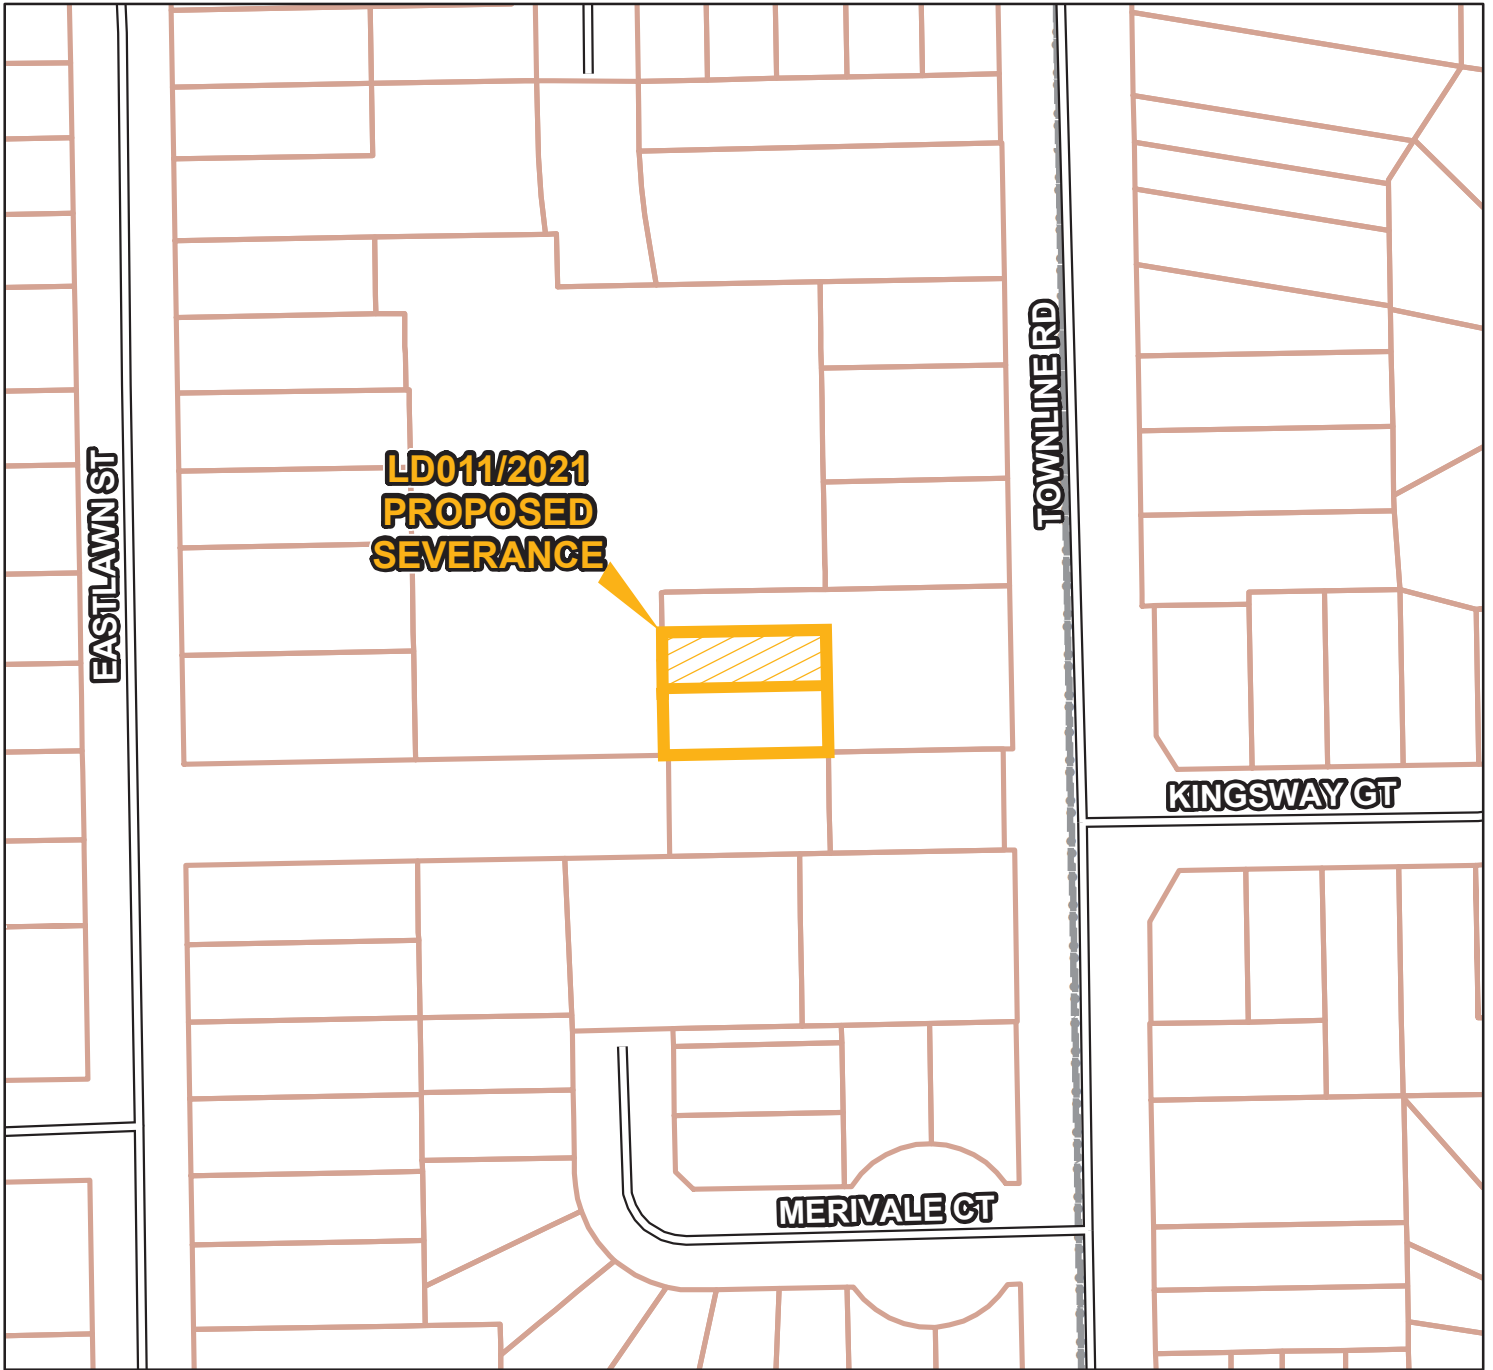 TOWNLINE RD
EASTLAWN ST
LD011/2021
PROPOSED
SEVERANCE
KINGSWAY GT
MERIVALE CT